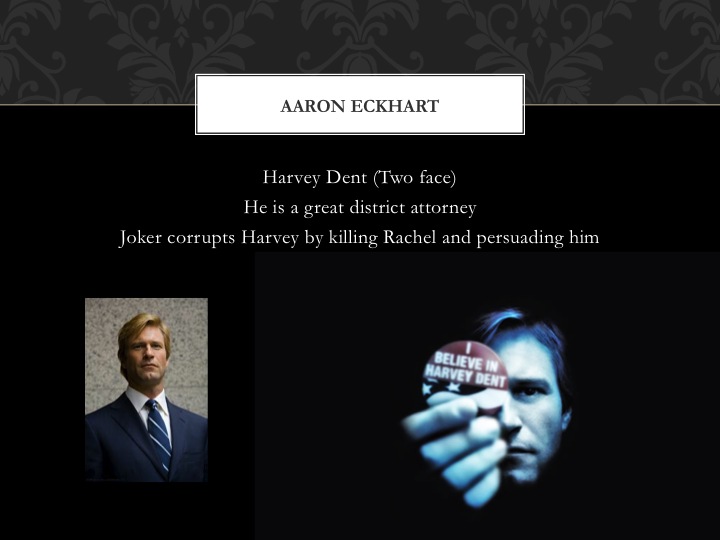 AARON ECKHART
Harvey Dent (Two face)
He is a great district attorney
Joker corrupts Harvey by killing Rachel and persuading him
I
BELIEVE IN
HARVEY DENT